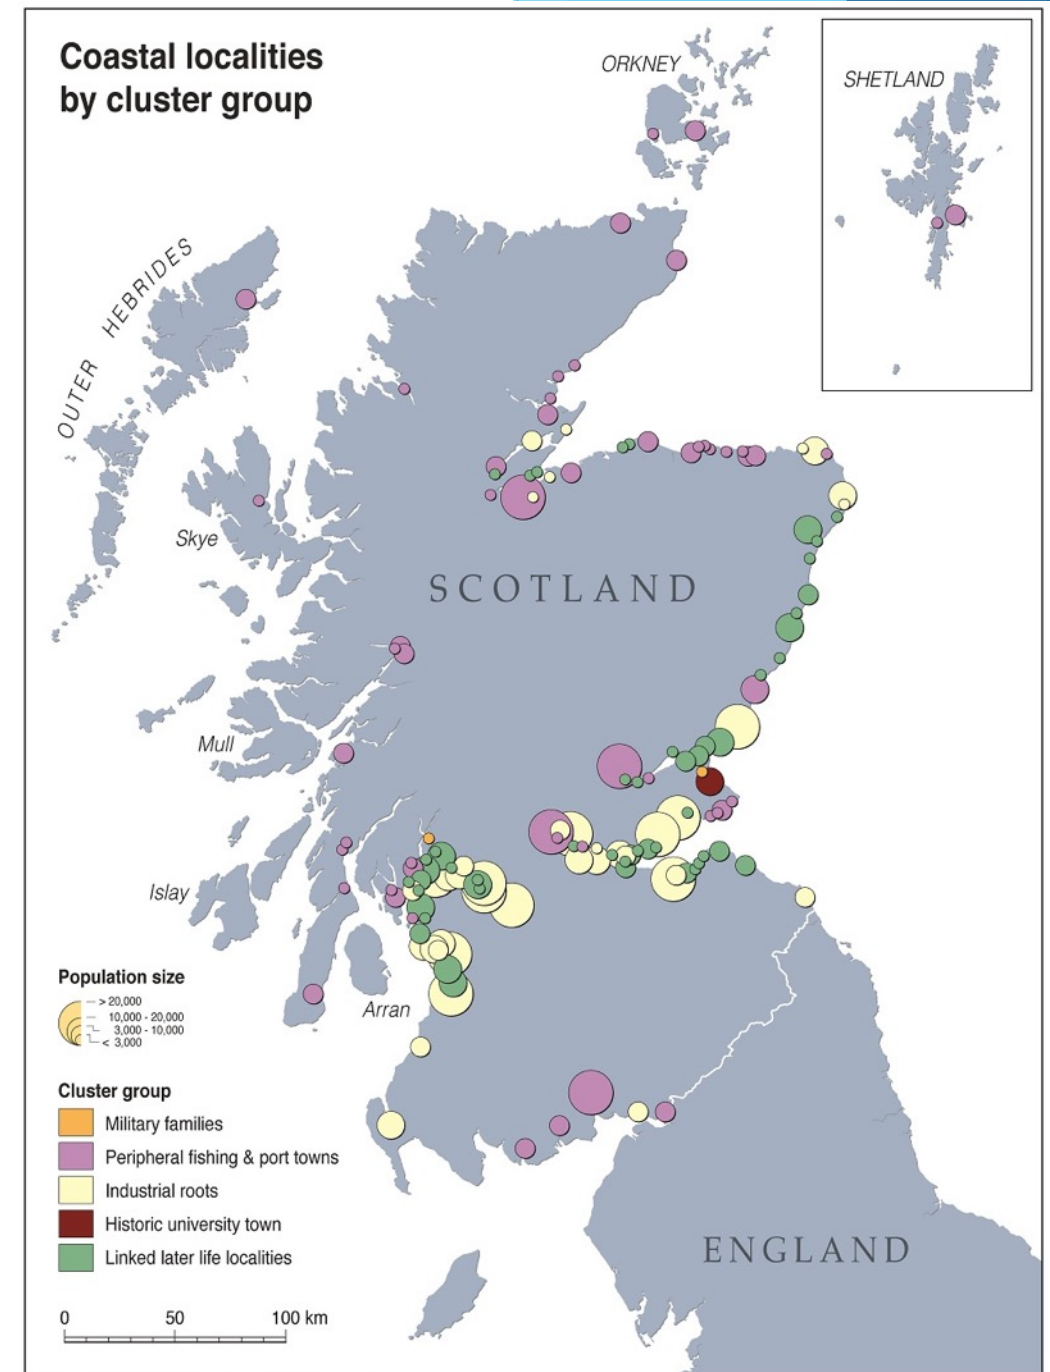 Coastal localities
by cluster group
ORKNEY
SHETLAND
OUTER HEBRIDES
Skye
SCOTLAND
Mull
Islay
Arran
Population size
> 20,000
10,000 - 20,000
3,000 - 10,000
< 3,000
Cluster group
Military families
Peripheral fishing & port towns
Industrial roots
Historic university town
Linked later life localities
ENGLAND
0 50 100 km